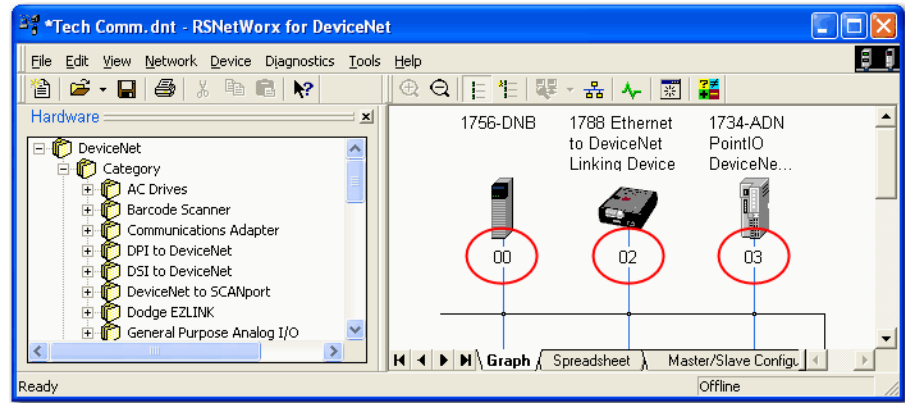 *Tech Comm.dnt - RSNetWorx for DeviceNet
File Edit View Network Device Diagnostics Tools Help
Hardware
DeviceNet
Category
AC Drives
Barcode Scanner
Communications Adapter
DPI to DeviceNet
DSI to DeviceNet
DeviceNet to SCANport
Dodge EZLINK
General Purpose Analog I/O
1756-DNB
1788 Ethernet
to DeviceNet
Linking Device
1734-ADN
PointIO
DeviceNe...
00
02
03
Graph Spreadsheet Master/Slave Configu
Ready
Offline